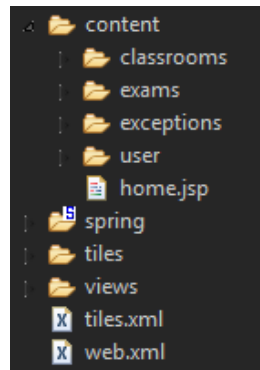 content
classrooms
exams
exceptions
user
home.jsp
S spring
tiles
views
X tiles.xml
X web.xml